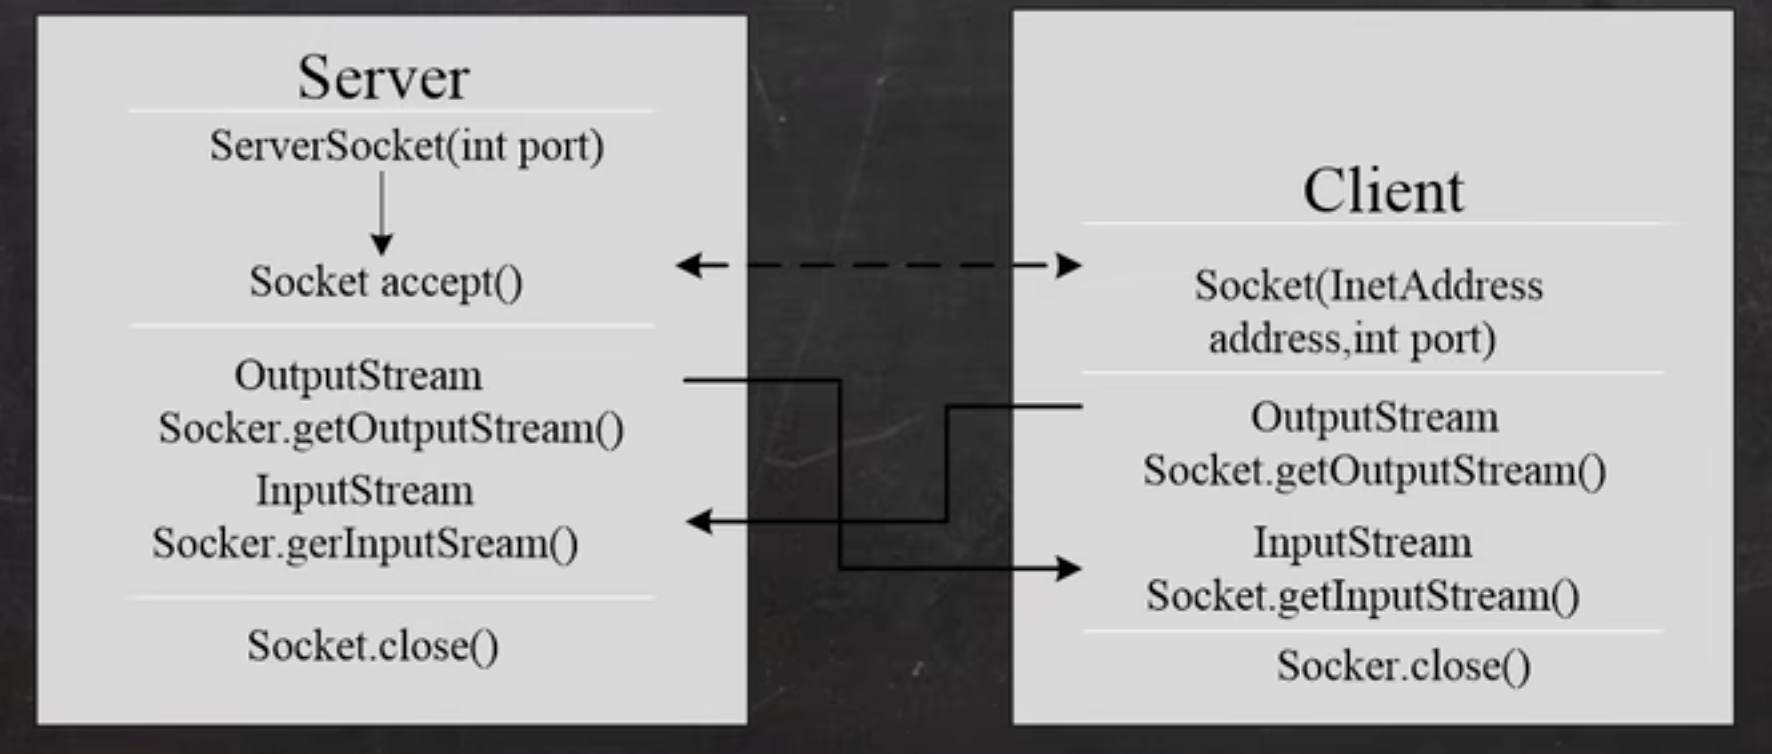 Server
ServerSocket(int port)
Socket accept()
OutputStream
Socker.getOutputStream()
InputStream
Socker.gerInputSream()
Socket.close()
Client
Socket(InetAddress
address,int port)
OutputStream
Socket.getOutputStream()
InputStream
Socket.getInputStream()
Socker.close()